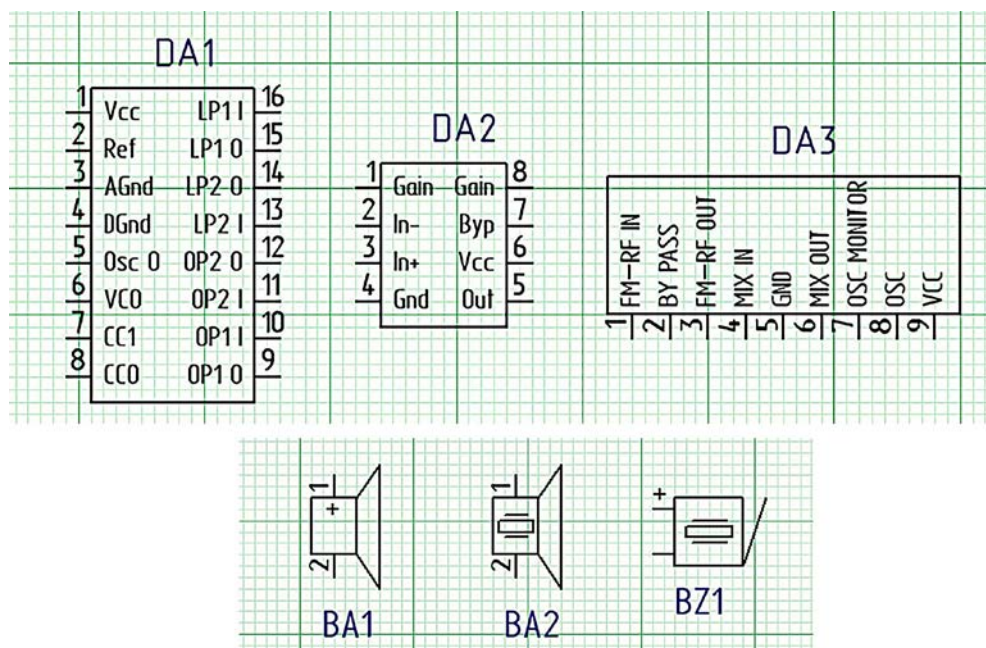 DA1
1 Vcc LP1 I 16
2 Ref LP1 O 15
3 AGnd LP2 O 14
4 DGnd LP2 I 13
5 Osc O OP2 O 12
6 VCO OP2 I 11
7 CC1 OP1 I 10
8 CC0 OP1 O 9
DA2
1 Gain Gain 8
2 In- Byp 7
3 In+ Vcc 6
4 Gnd Out 5
DA3
1 FM-RF IN
2 BY PASS
3 FM-RF OUT
4 MIX IN
5 GND
6 MIX OUT
7 OSC MONITOR
8 OSC
9 VCC
1
+
2
BA1
1
2
BA2
+
BZ1